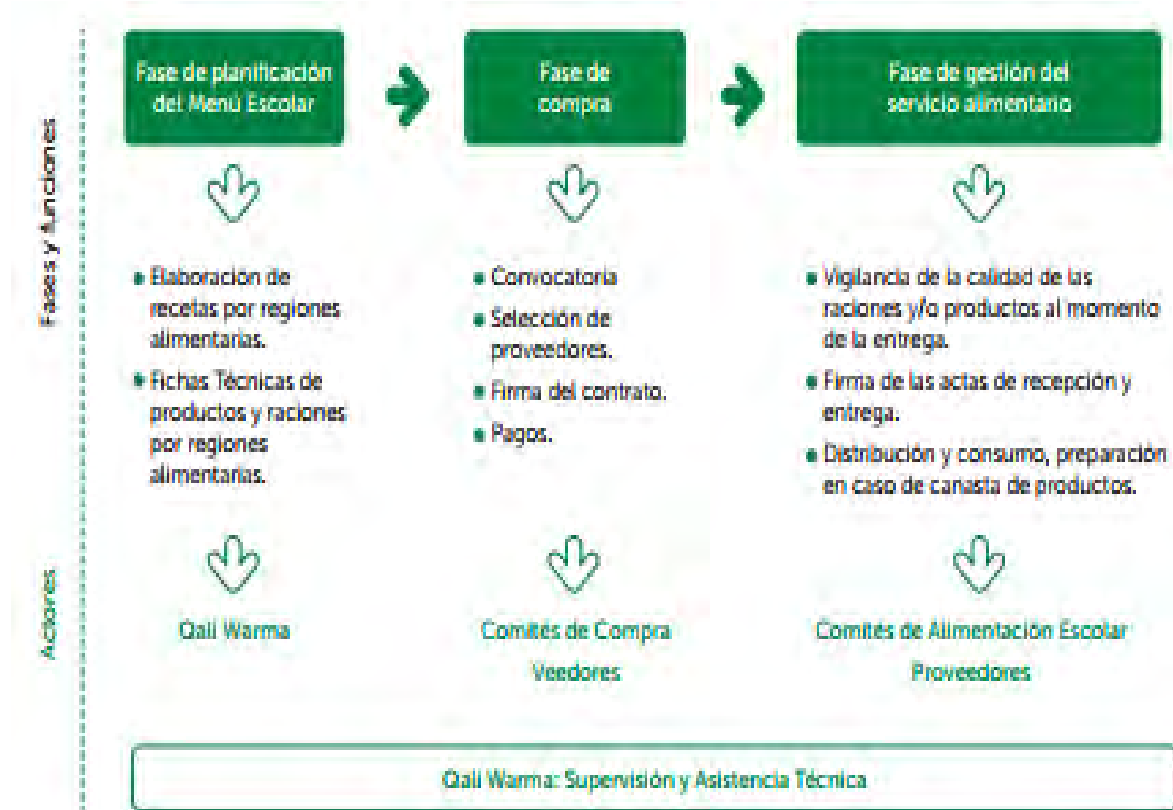 Fases y funciones
Fase de planificación
del Menú Escolar
Fase de
compra
Fase de gestión del
servicio alimentario
● Elaboración de
recetas por regiones
alimentarias.
● Fichas Técnicas de
productos y raciones
por regiones
alimentarias.
● Convocatoria
● Selección de
proveedores.
● Firma del contrato.
● Pagos.
● Vigilancia de la calidad de las
raciones y/o productos al momento
de la entrega.
● Firma de las actas de recepción y
entrega.
● Distribución y consumo, preparación
en caso de canasta de productos.
Actores
Qali Warma
Comités de Compra
Veedores
Comités de Alimentación Escolar
Proveedores
Qali Warma: Supervisión y Asistencia Técnica